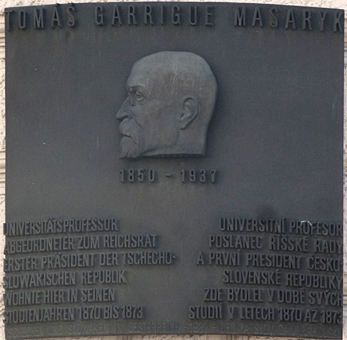 TOMÁŠ GARRIGUE MASARYK
1850 - 1937
UNIVERSITÄTSPROFESSOR
ABGEORDNETER ZUM REICHSRAT
ERSTER PRÄSIDENT DER TSCHECHO-
SLOWAKISCHEN REPUBLIK
WOHNTE HIER IN SEINEN
STUDIENJAHREN 1870 BIS 1873
UNIVERSITNÍ PROFESOR
POSLANEC ŘÍŠSKÉ RADY
A PRVNÍ PRESIDENT ČESKO-
SLOVENSKÉ REPUBLIKY
ZDE BYDLEL V DOBĚ SVÝCH
STUDIÍ V LETECH 1870 AŽ 1873